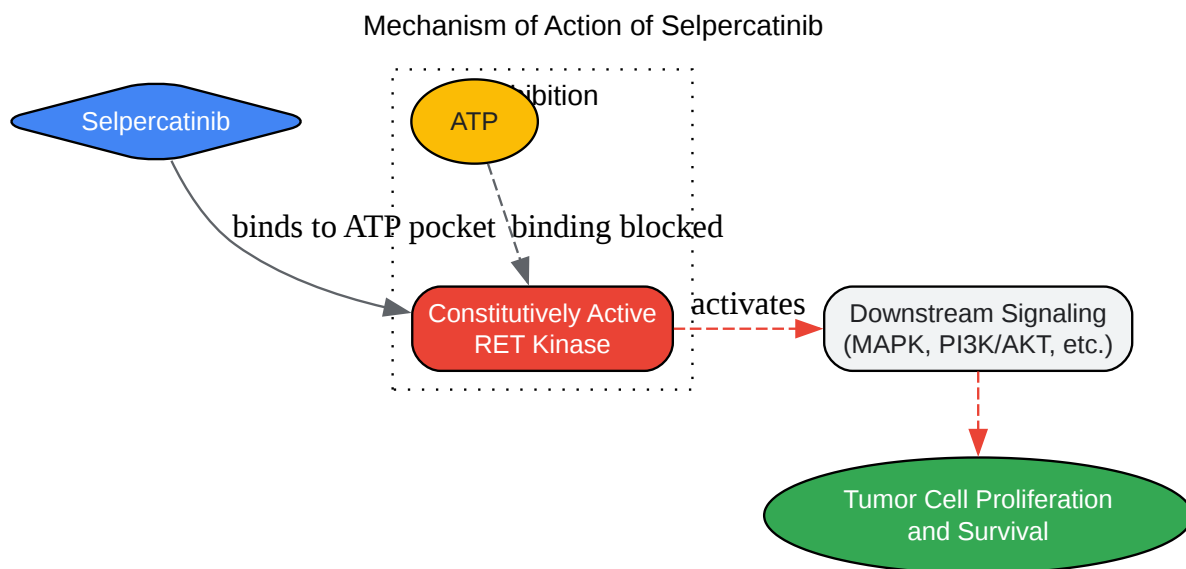 Mechanism of Action of Selpercatinib
Selpercatinib
ATP
binds to ATP pocket
binding blocked
Constitutively Active
RET Kinase
activates
Downstream Signaling
(MAPK, PI3K/AKT, etc.)
Tumor Cell Proliferation
and Survival